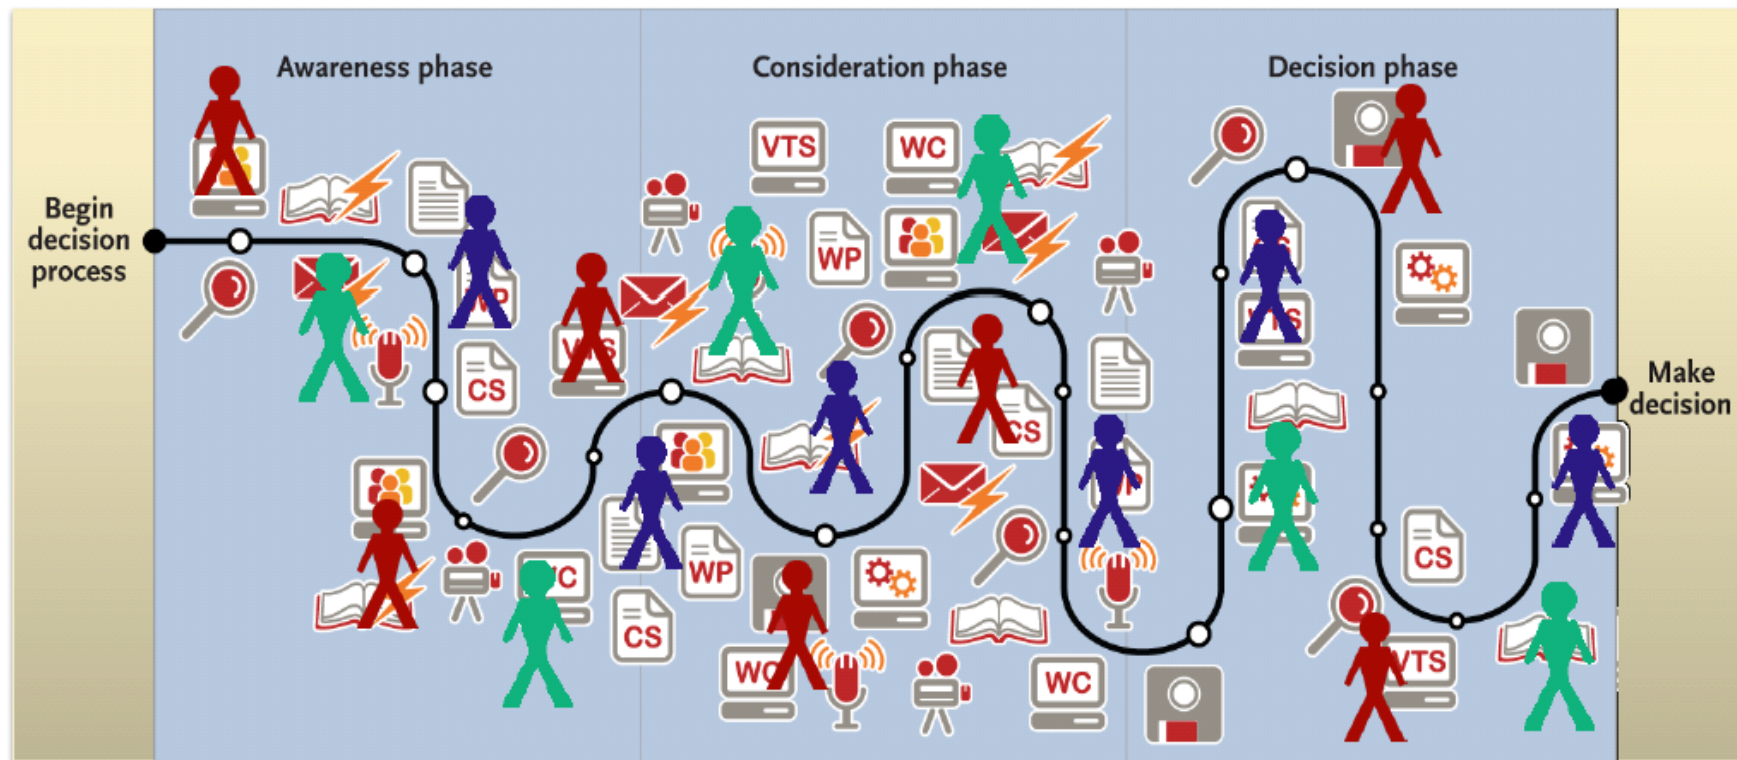 Awareness phase
Consideration phase
Decision phase
Begin
decision
process
Make
decision
VTS
WC
WP
CS
CS
WP
CS
WC
WC
CS
VTS